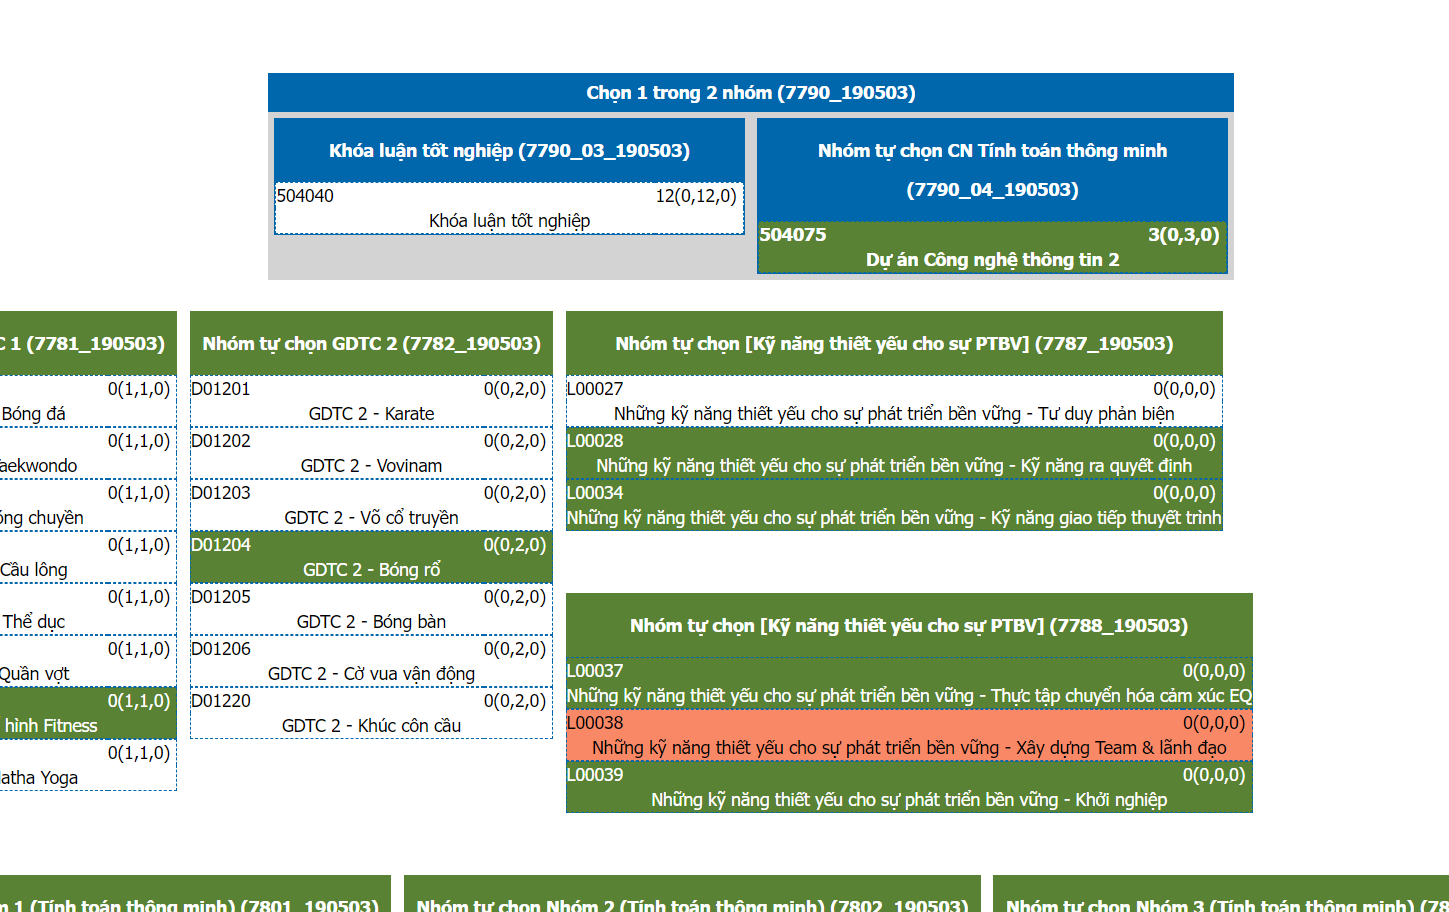 Chọn 1 trong 2 nhóm (7790_190503)
Khóa luận tốt nghiệp (7790_03_190503)
504040 12(0,12,0)
Khóa luận tốt nghiệp
Nhóm tự chọn CN Tính toán thông minh
(7790_04_190503)
504075 3(0,3,0)
Dự án Công nghệ thông tin 2
C 1 (7781_190503)
0(1,1,0)
Bóng đá
0(1,1,0)
aekwondo
0(1,1,0)
óng chuyền
0(1,1,0)
Cầu lông
0(1,1,0)
Thể dục
0(1,1,0)
Quần vợt
0(1,1,0)
hình Fitness
0(1,1,0)
atha Yoga
Nhóm tự chọn GDTC 2 (7782_190503)
D01201 0(0,2,0)
GDTC 2 - Karate
D01202 0(0,2,0)
GDTC 2 - Vovinam
D01203 0(0,2,0)
GDTC 2 - Võ cổ truyền
D01204 0(0,2,0)
GDTC 2 - Bóng rổ
D01205 0(0,2,0)
GDTC 2 - Bóng bàn
D01206 0(0,2,0)
GDTC 2 - Cờ vua vận động
D01220 0(0,2,0)
GDTC 2 - Khúc côn cầu
Nhóm tự chọn [Kỹ năng thiết yếu cho sự PTBV] (7787_190503)
L00027 0(0,0,0)
Những kỹ năng thiết yếu cho sự phát triển bền vững - Tư duy phản biện
L00028 0(0,0,0)
Những kỹ năng thiết yếu cho sự phát triển bền vững - Kỹ năng ra quyết định
L00034 0(0,0,0)
Những kỹ năng thiết yếu cho sự phát triển bền vững - Kỹ năng giao tiếp thuyết trình
Nhóm tự chọn [Kỹ năng thiết yếu cho sự PTBV] (7788_190503)
L00037 0(0,0,0)
Những kỹ năng thiết yếu cho sự phát triển bền vững - Thực tập chuyển hóa cảm xúc EQ
L00038 0(0,0,0)
Những kỹ năng thiết yếu cho sự phát triển bền vững - Xây dựng Team & lãnh đạo
L00039 0(0,0,0)
Những kỹ năng thiết yếu cho sự phát triển bền vững - Khởi nghiệp
m 1 (Tính toán thông minh) (7801_190503)
Nhóm tự chọn Nhóm 2 (Tính toán thông minh) (7802_190503)
Nhóm tự chọn Nhóm 3 (Tính toán thông minh) (78